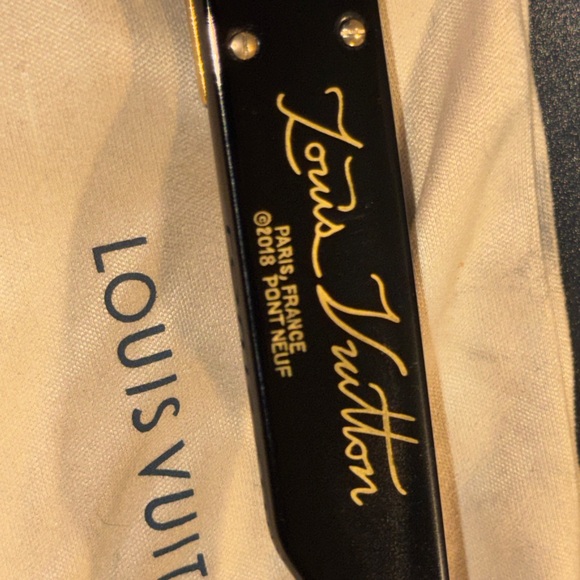 Louis Vuitton
PARIS, FRANCE
©2018 PONT NEUF
LOUIS VUIT